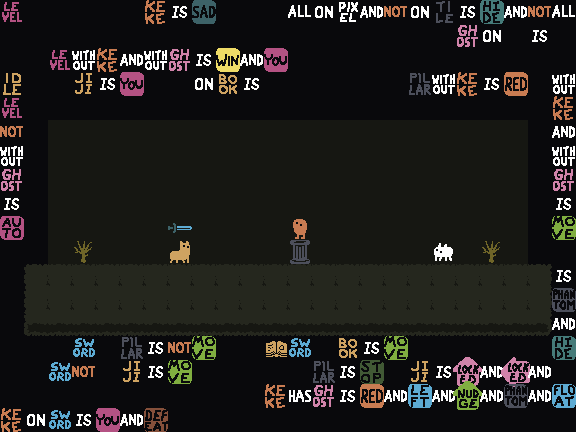 LEVEL KEKE IS SAD ALL ON PIXEL AND NOT ON TILE IS HIDE AND NOT ALL
GHOST ON IS
LEVEL WITHOUT KEKE AND WITHOUT GHOST IS WIN AND YOU
IDLE JIJI IS YOU ON BOOK IS PILLAR WITHOUT KEKE IS RED WITHOUT
LEVEL KEKE
NOT AND
WITHOUT WITHOUT
GHOST GHOST
IS IS
AUTO MOVE
IS
PHANTOM
AND
SWORD PILLAR IS NOT MOVE SWORD BOOK IS MOVE HIDE
SWORD NOT JIJI IS MOVE PILLAR IS STOP JIJI IS LOCKED AND LOCKED AND
KEKE HAS GHOST IS RED AND LEFT AND NUDGE AND PHANTOM AND FLOAT
KEKE ON SWORD IS YOU AND DEFEAT